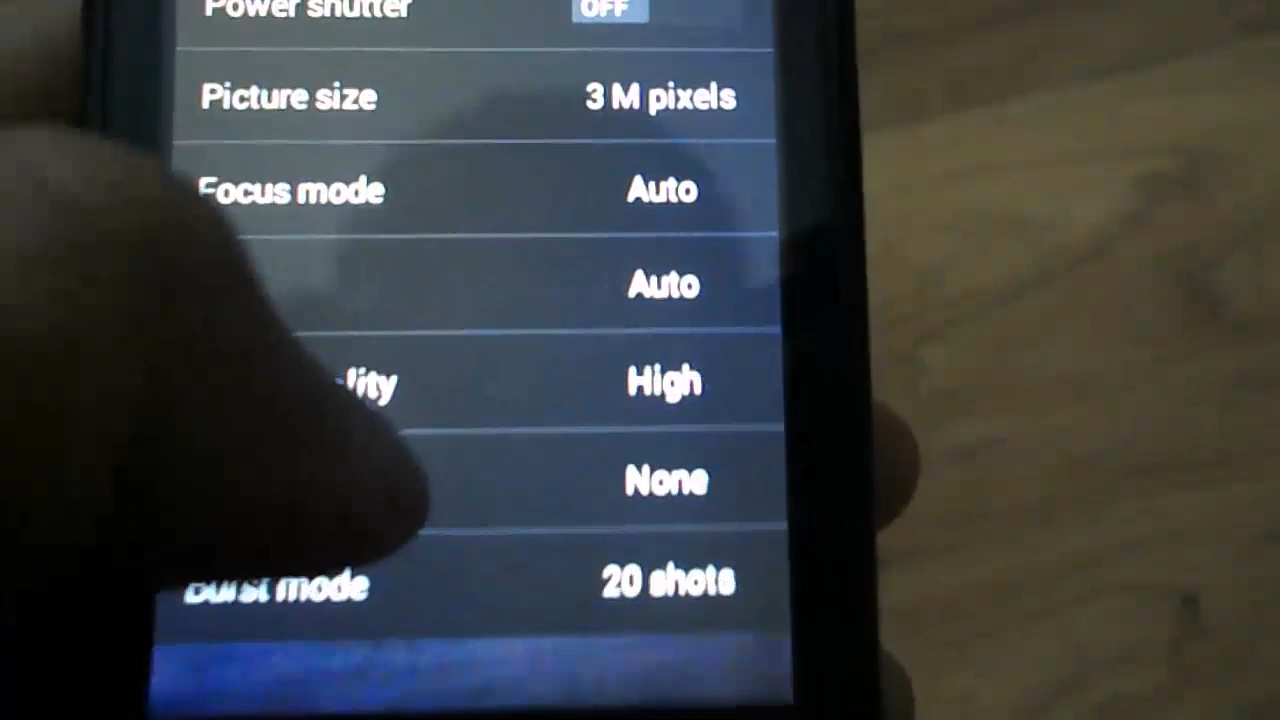 Power shutter OFF
Picture size 3 M pixels
Focus mode Auto
Auto
High
None
Burst mode 20 shots